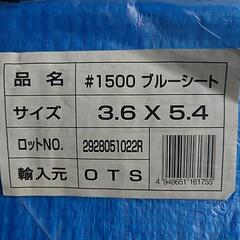 品名 #1500 ブルーシート
サイズ 3.6 X 5.4
ロットNO. 2928051022R
輸入元 OTS
4 948651 161755